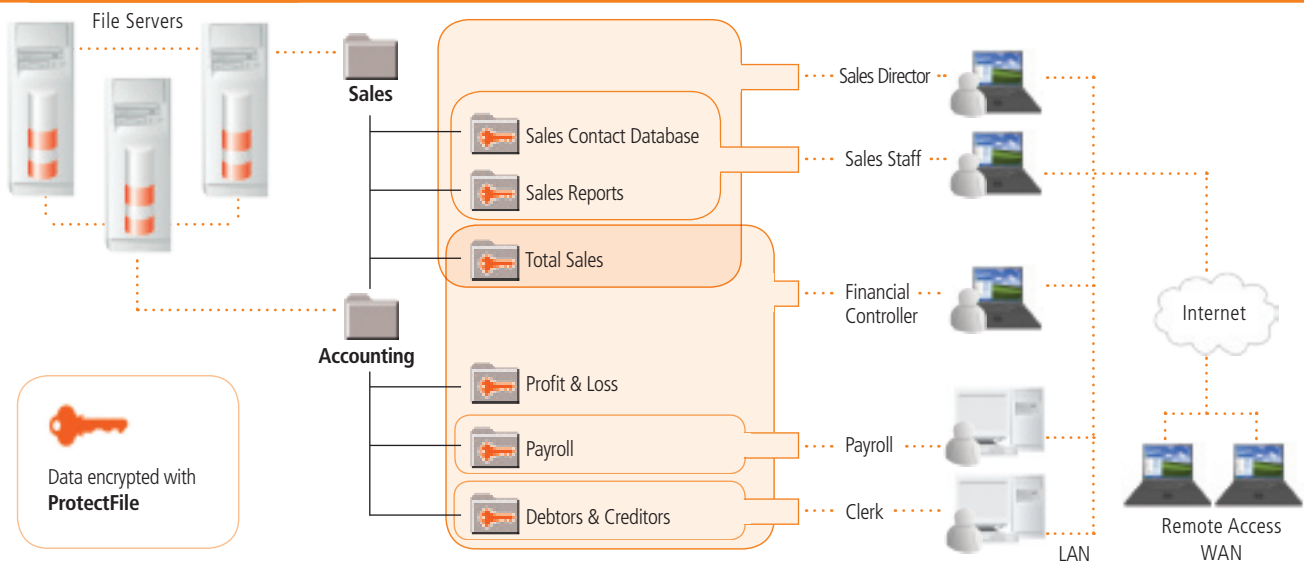 File Servers
Sales
Sales Contact Database
Sales Reports
Total Sales
Accounting
Profit & Loss
Payroll
Debtors & Creditors
Sales Director
Sales Staff
Financial
Controller
Payroll
Clerk
LAN
Internet
Remote Access
WAN
Data encrypted with
ProtectFile